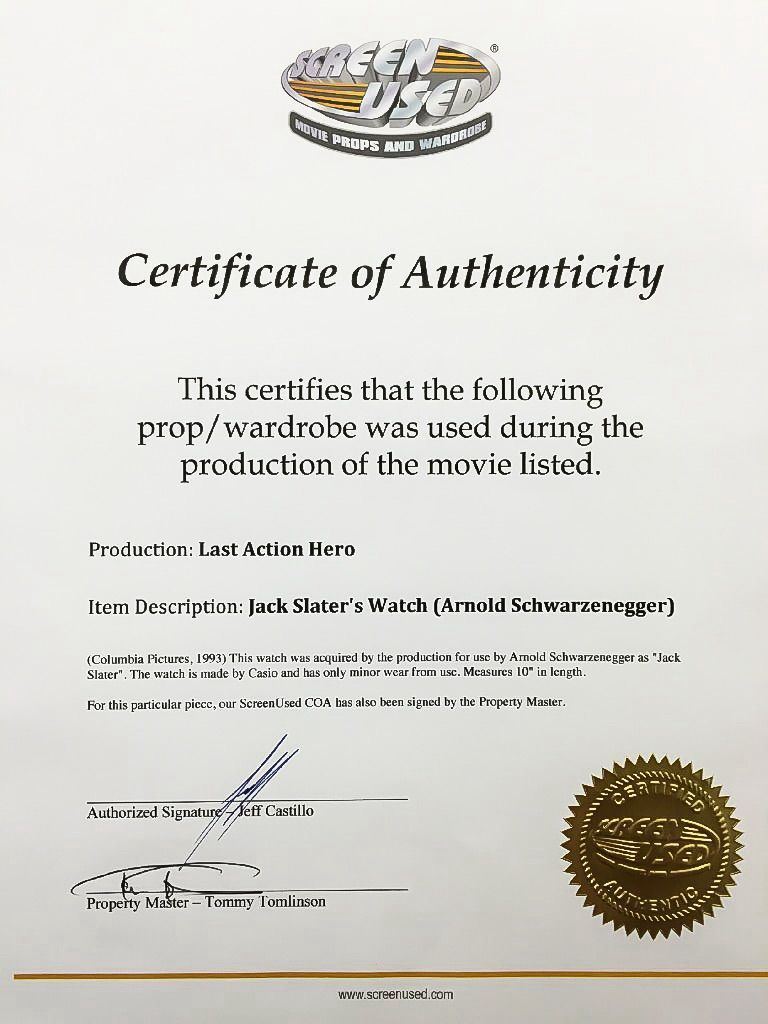 SCREEN
USED
®
MOVIE PROPS AND WARDROBE
Certificate of Authenticity
This certifies that the following
prop/wardrobe was used during the
production of the movie listed.
Production: Last Action Hero
Item Description: Jack Slater's Watch (Arnold Schwarzenegger)
(Columbia Pictures, 1993) This watch was acquired by the production for use by Arnold Schwarzenegger as "Jack
Slater". The watch is made by Casio and has only minor wear from use. Measures 10" in length.
For this particular piece, our ScreenUsed COA has also been signed by the Property Master.
Authorized Signature – Jeff Castillo
Property Master – Tommy Tomlinson
CERTIFIED
SCREEN
USED
AUTHENTIC
www.screenused.com